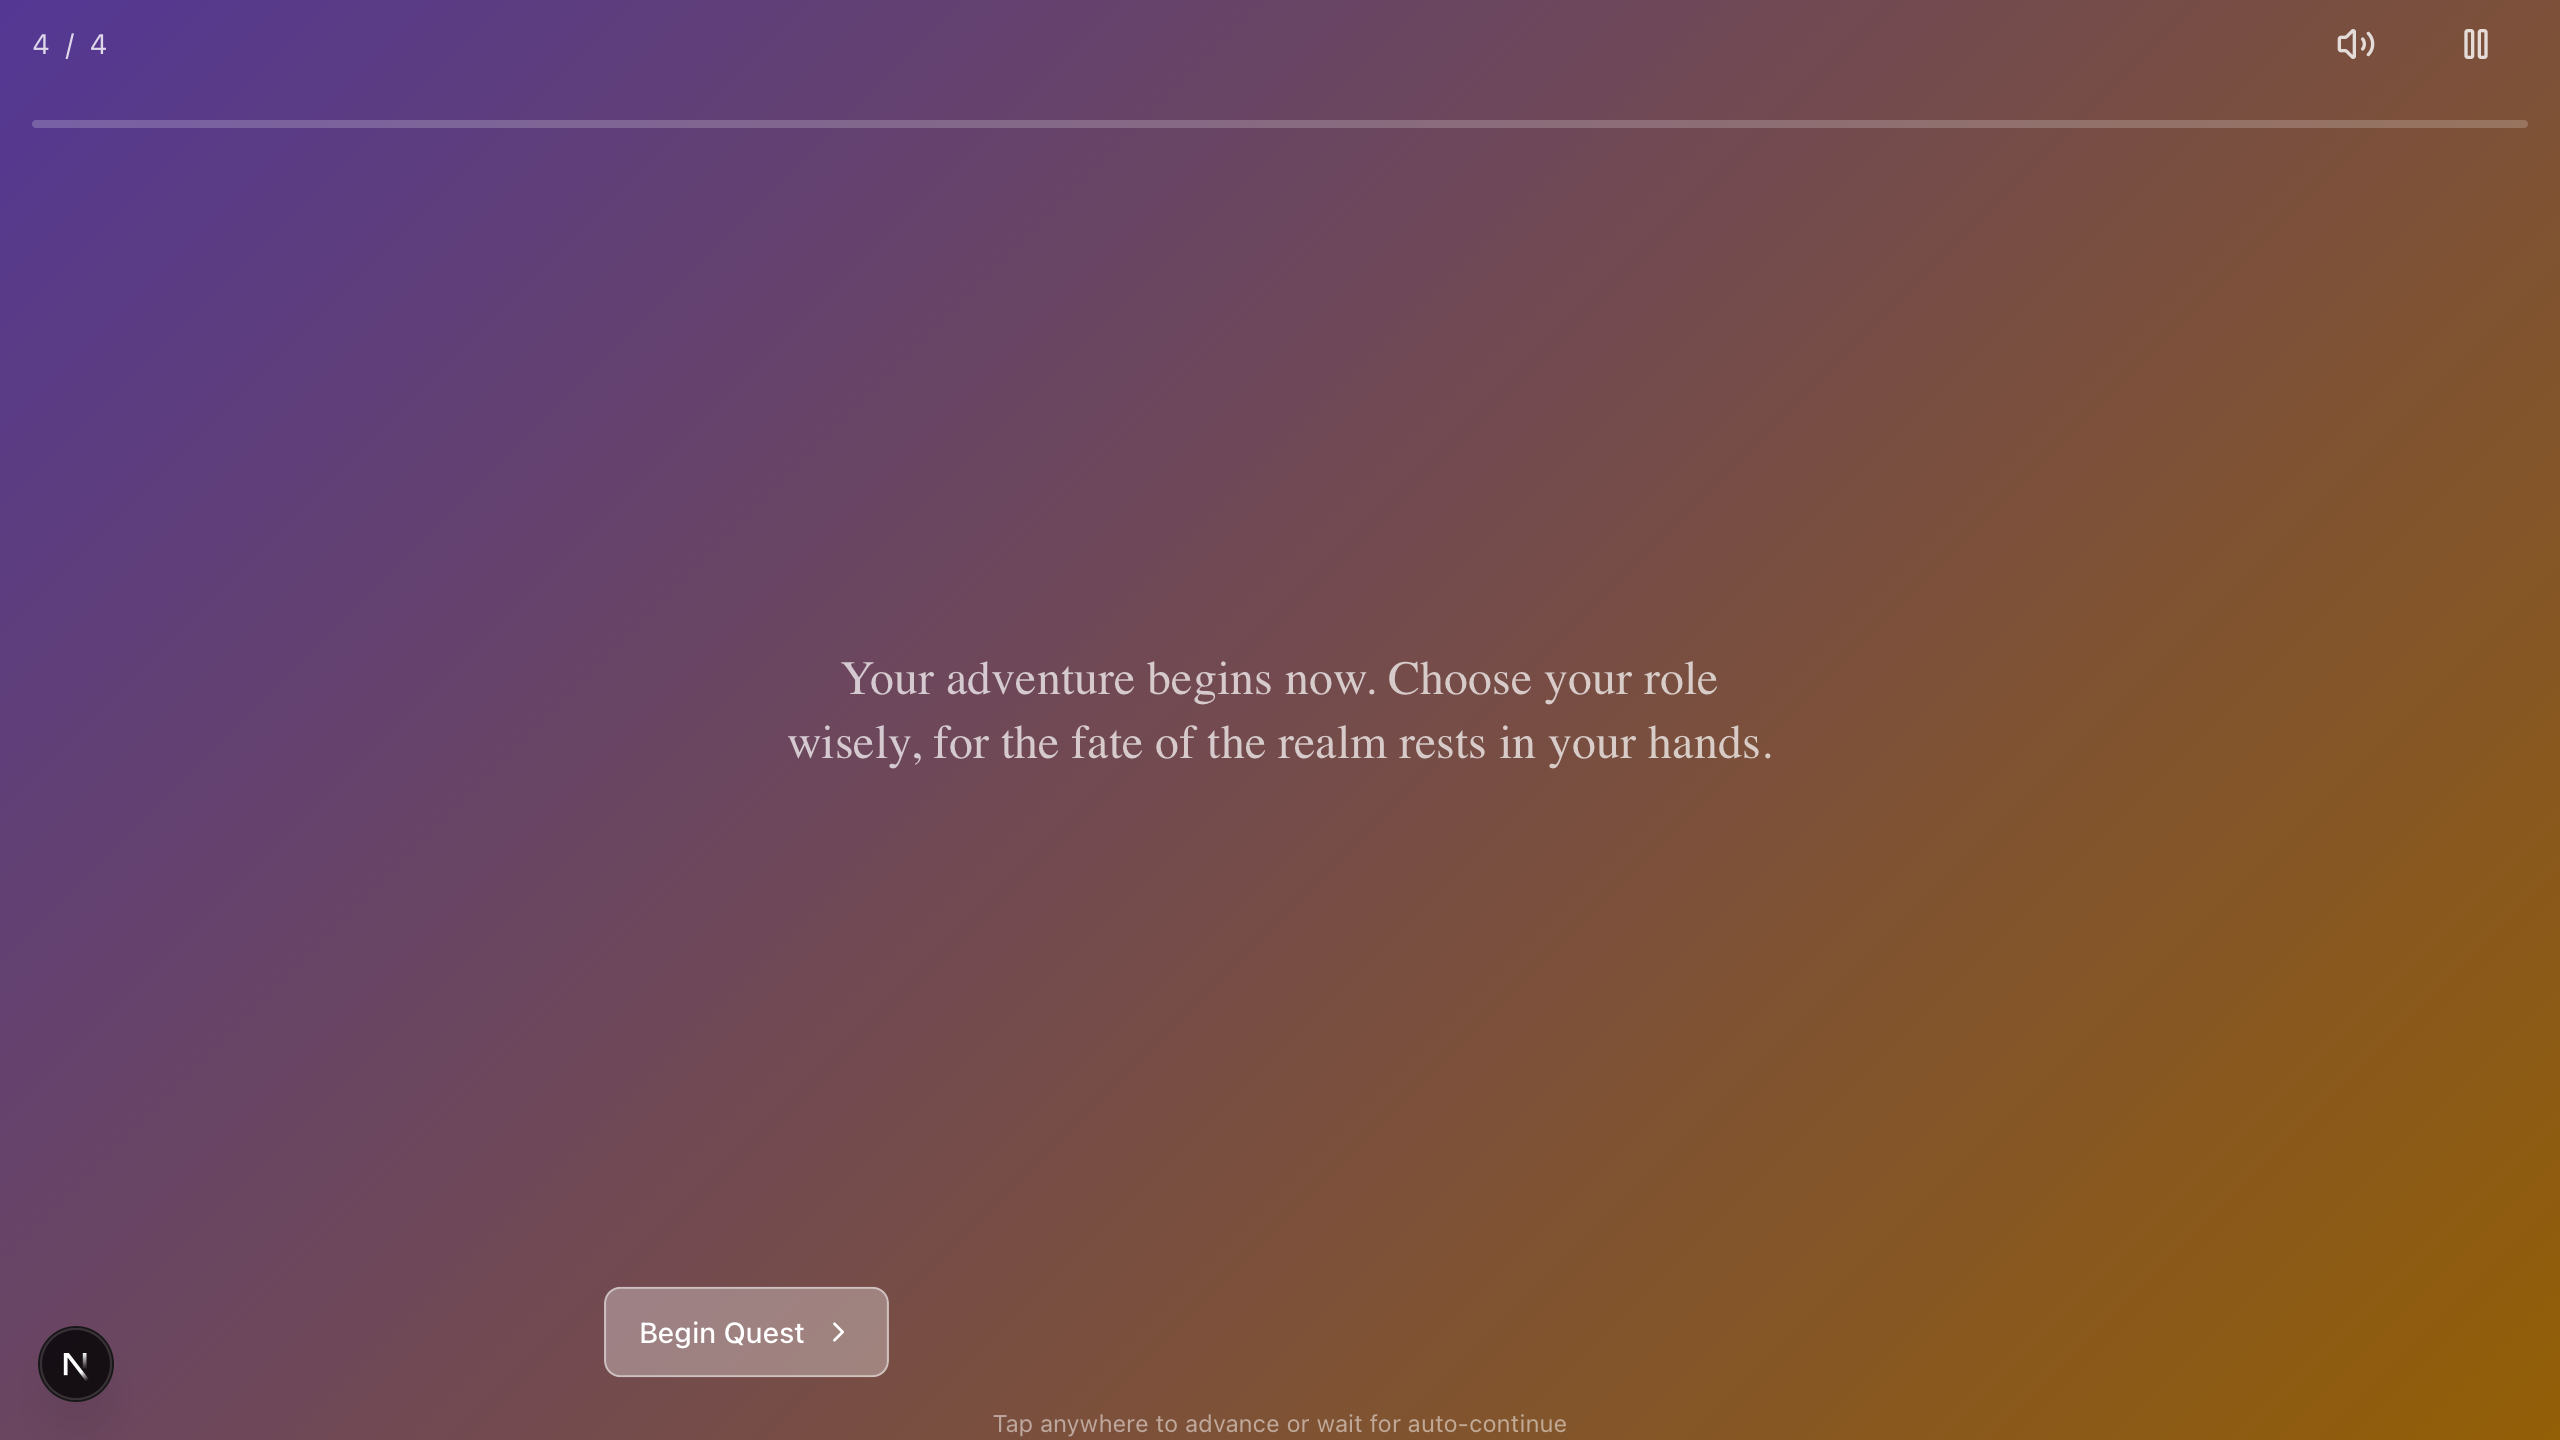 4 / 4
Your adventure begins now. Choose your role
wisely, for the fate of the realm rests in your hands.
Begin Quest
N
Tap anywhere to advance or wait for auto-continue